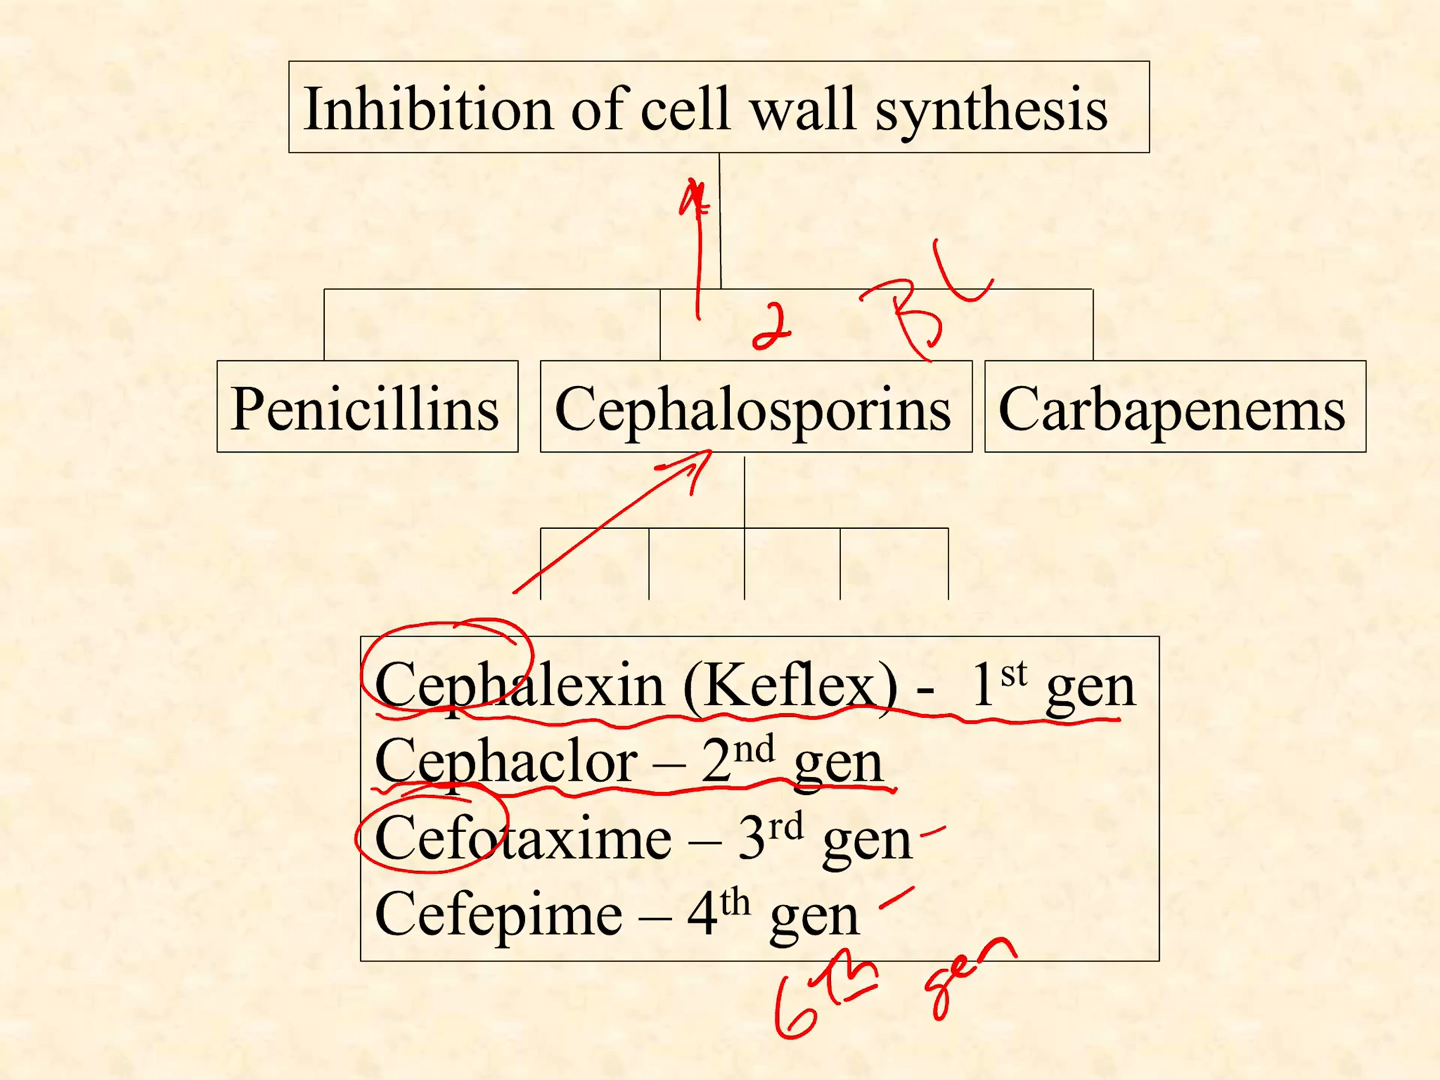 Inhibition of cell wall synthesis
2 BL
Penicillins Cephalosporins Carbapenems
Cephalexin (Keflex) - 1st gen
Cephaclor – 2nd gen
Cefotaxime – 3rd gen
Cefepime – 4th gen
6th gen